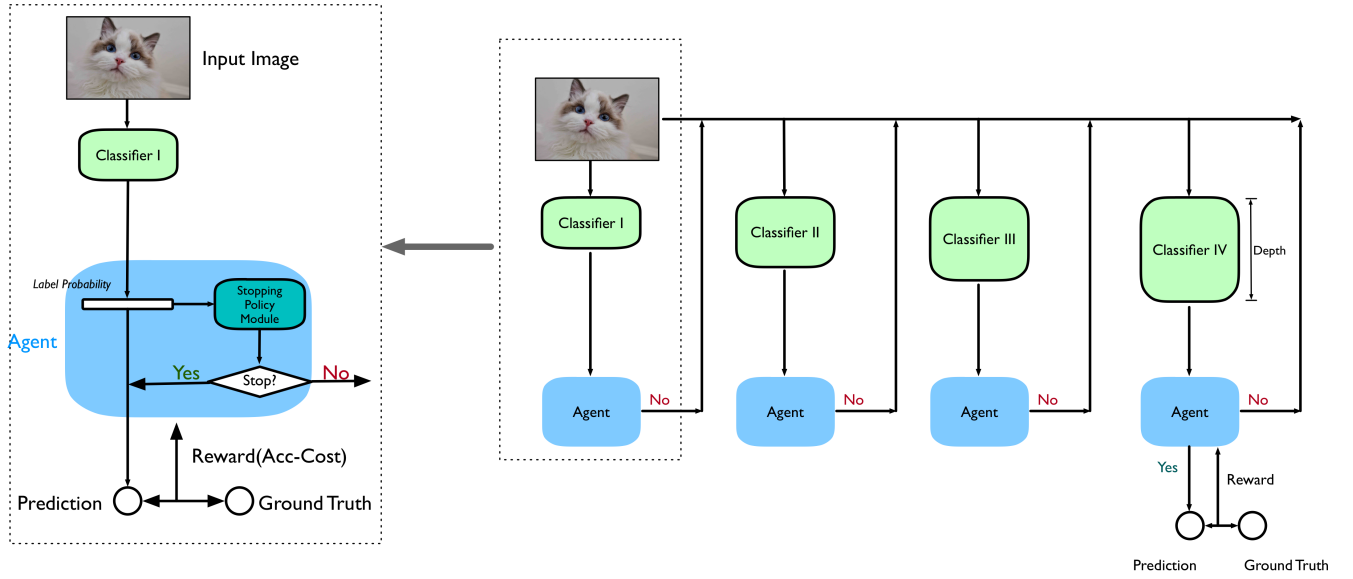 Input Image
Classifier I
Label Probability
Stopping
Policy
Module
Agent
Yes
Stop?
No
Reward(Acc-Cost)
Prediction
Ground Truth
Classifier I
Classifier II
Classifier III
Classifier IV
Depth
Agent
No
Agent
No
Agent
No
Agent
No
Yes
Reward
Prediction
Ground Truth